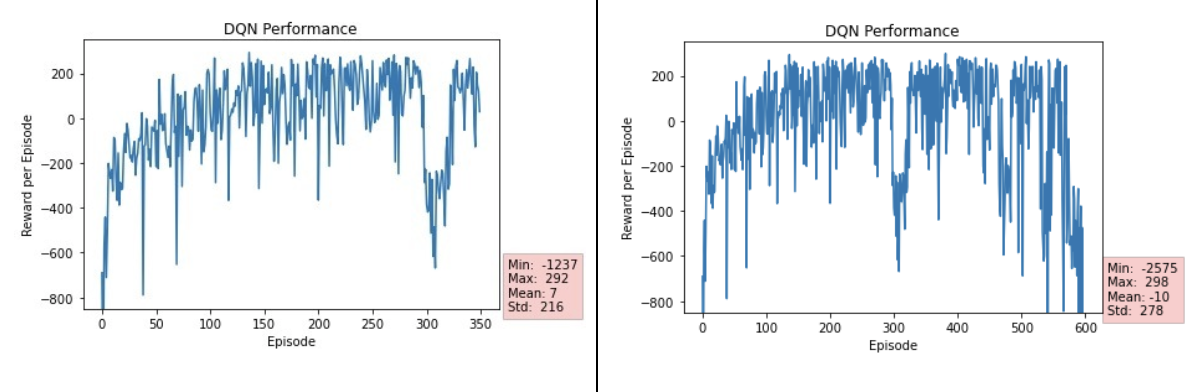 DQN Performance
200
0
−200
−400
−600
−800
Reward per Episode
0 50 100 150 200 250 300 350
Episode
Min: -1237
Max: 292
Mean: 7
Std: 216
DQN Performance
200
0
−200
−400
−600
−800
Reward per Episode
0 100 200 300 400 500 600
Episode
Min: -2575
Max: 298
Mean: -10
Std: 278